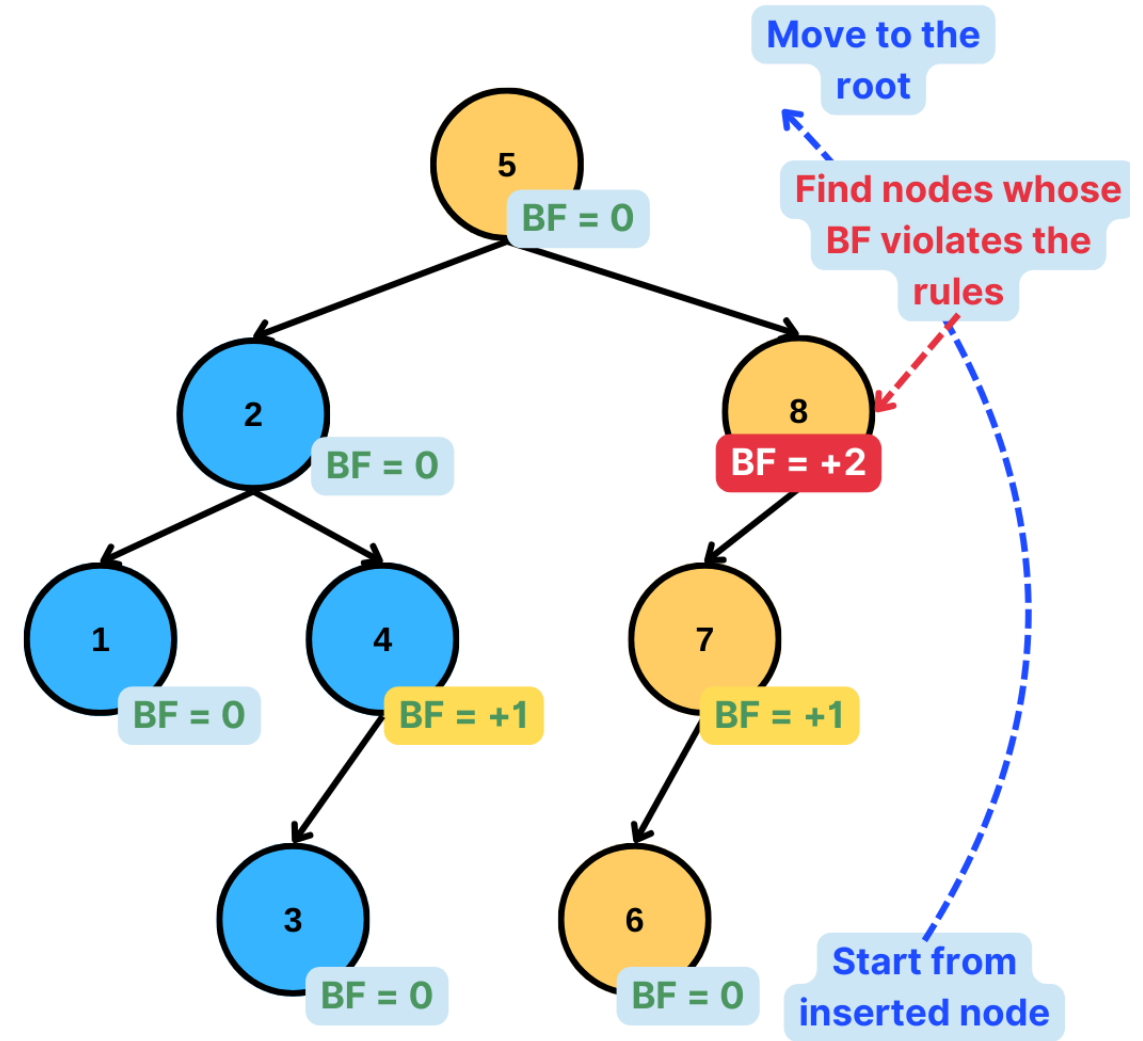 Move to the
root
5
BF = 0
Find nodes whose
BF violates the
rules
2
BF = 0
8
BF = +2
1
BF = 0
4
BF = +1
7
BF = +1
3
BF = 0
6
BF = 0
Start from
inserted node